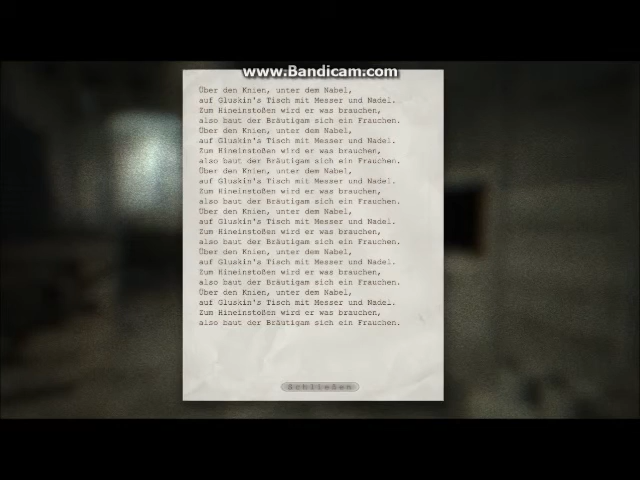 www.Bandicam.com
Über den Knien, unter dem Nabel,
auf Gluskin's Tisch mit Messer und Nadel.
Zum Hineinstoßen wird er was brauchen,
also baut der Bräutigam sich ein Frauchen.
Über den Knien, unter dem Nabel,
auf Gluskin's Tisch mit Messer und Nadel.
Zum Hineinstoßen wird er was brauchen,
also baut der Bräutigam sich ein Frauchen.
Über den Knien, unter dem Nabel,
auf Gluskin's Tisch mit Messer und Nadel.
Zum Hineinstoßen wird er was brauchen,
also baut der Bräutigam sich ein Frauchen.
Über den Knien, unter dem Nabel,
auf Gluskin's Tisch mit Messer und Nadel.
Zum Hineinstoßen wird er was brauchen,
also baut der Bräutigam sich ein Frauchen.
Über den Knien, unter dem Nabel,
auf Gluskin's Tisch mit Messer und Nadel.
Zum Hineinstoßen wird er was brauchen,
also baut der Bräutigam sich ein Frauchen.
Über den Knien, unter dem Nabel,
auf Gluskin's Tisch mit Messer und Nadel.
Zum Hineinstoßen wird er was brauchen,
also baut der Bräutigam sich ein Frauchen.
Schließen